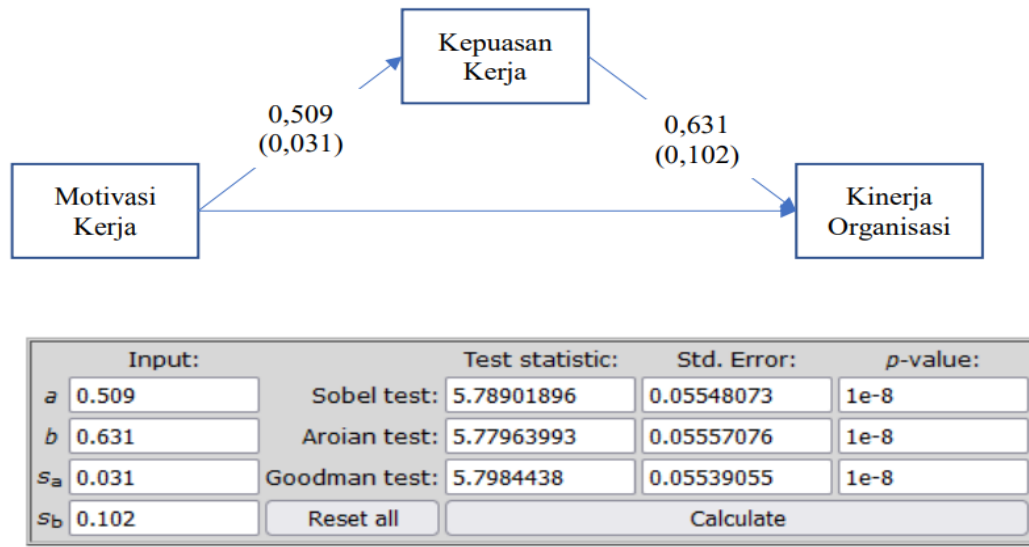 Kepuasan
Kerja
0,509
(0,031)
0,631
(0,102)
Motivasi
Kerja
Kinerja
Organisasi
Input: Test statistic: Std. Error: p-value:
a 0.509 Sobel test: 5.78901896 0.05548073 1e-8
b 0.631 Aroian test: 5.77963993 0.05557076 1e-8
sa 0.031 Goodman test: 5.7984438 0.05539055 1e-8
sb 0.102 Reset all Calculate